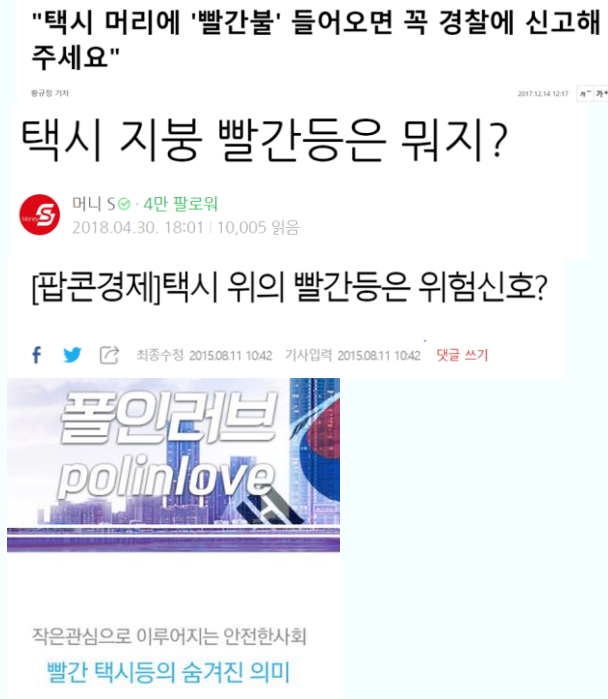 "택시 머리에 '빨간불' 들어오면 꼭 경찰에 신고해
주세요"
황규정 기자
2017.12.14 12:17 가- 가+
택시 지붕 빨간등은 뭐지?
머니 S · 4만 팔로워
2018.04.30. 18:01 | 10,005 읽음
[팝콘경제]택시 위의 빨간등은 위험신호?
최종수정 2015.08.11 10:42 기사입력 2015.08.11 10:42 댓글 쓰기
폴인러브
polinlove
작은관심으로 이루어지는 안전한사회
빨간 택시등의 숨겨진 의미